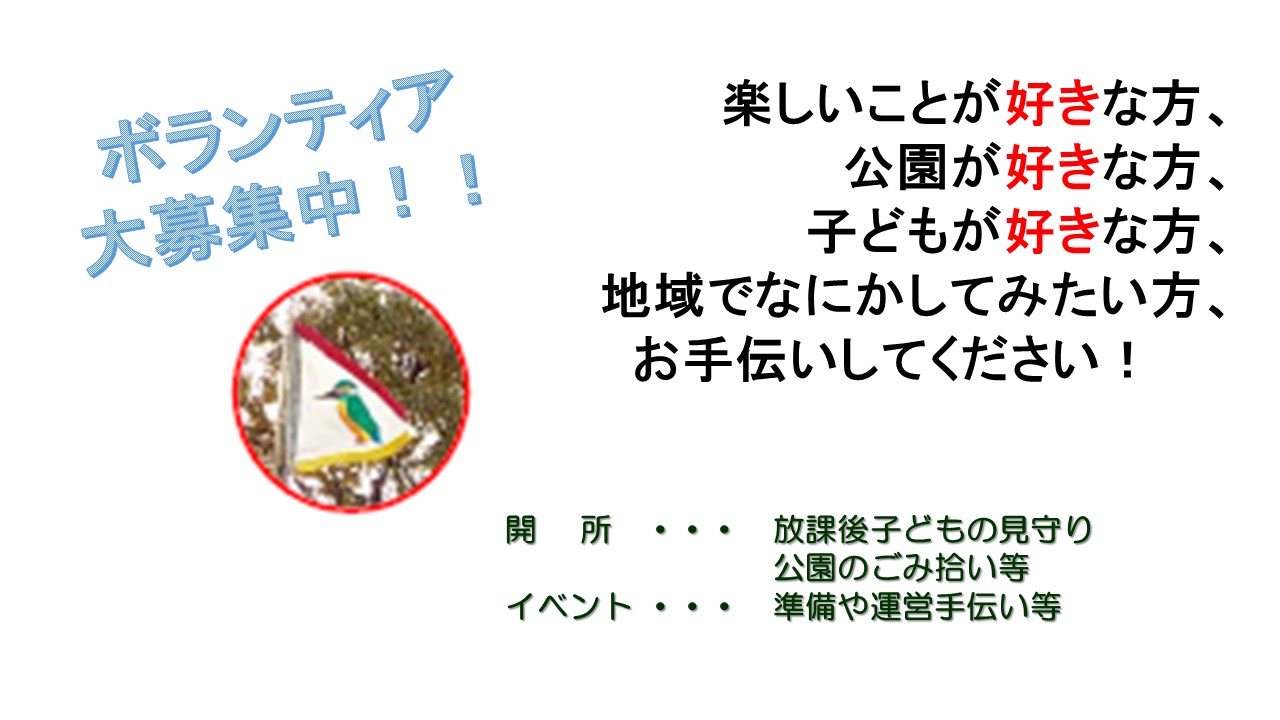 ボランティア
大募集中！！
楽しいことが好きな方、
公園が好きな方、
子どもが好きな方、
地域でなにかしてみたい方、
お手伝いしてください！
開　所　・・・　放課後子どもの見守り
公園のごみ拾い等
イベント・・・　準備や運営手伝い等